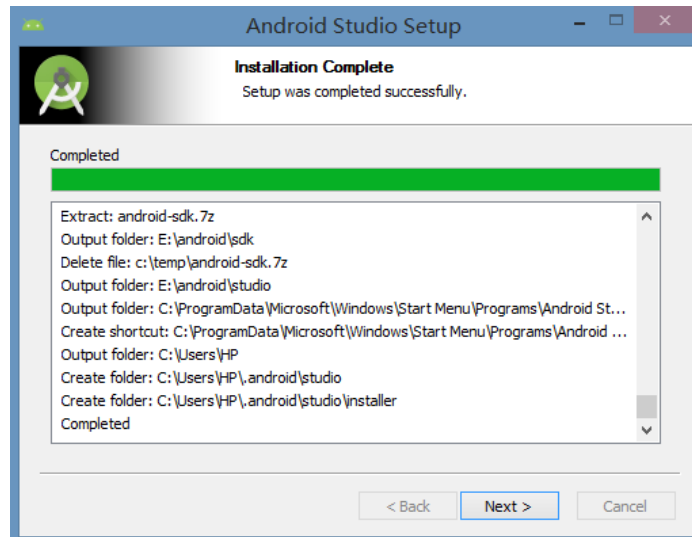 Android Studio Setup
Installation Complete
Setup was completed successfully.
Completed
Extract: android-sdk.7z
Output folder: E:\android\sdk
Delete file: c:\temp\android-sdk.7z
Output folder: E:\android\studio
Output folder: C:\ProgramData\Microsoft\Windows\Start Menu\Programs\Android St...
Create shortcut: C:\ProgramData\Microsoft\Windows\Start Menu\Programs\Android ...
Output folder: C:\Users\HP
Create folder: C:\Users\HP\.android\studio
Create folder: C:\Users\HP\.android\studio\installer
Completed
< Back Next > Cancel